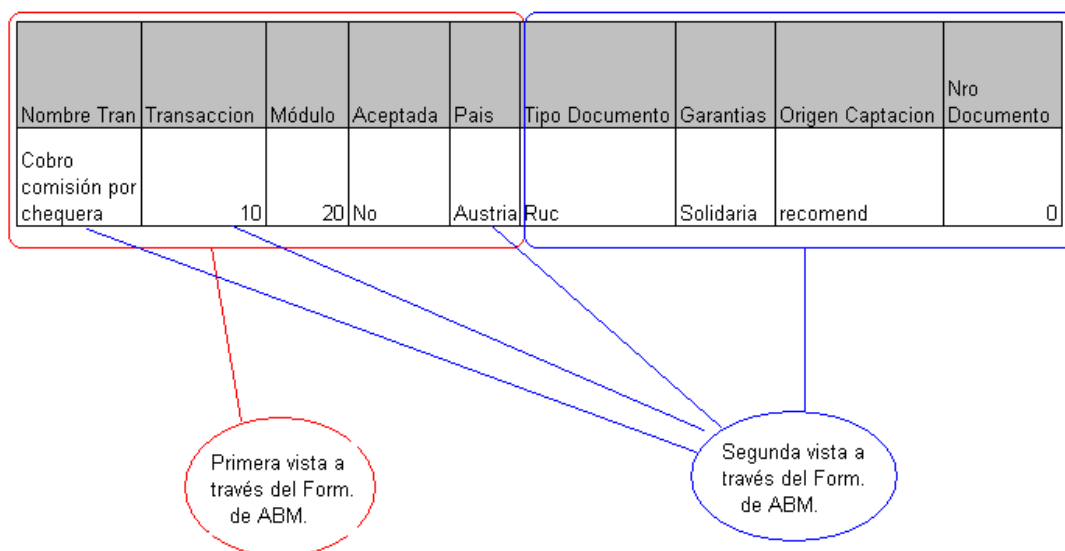 Nombre Tran Transaccion Módulo Aceptada Pais Tipo Documento Garantias Origen Captacion Nro Documento
Cobro
comisión por
chequera 10 20 No Austria Ruc Solidaria recomend 0
Primera vista a
través del Form.
de ABM.
Segunda vista a
través del Form.
de ABM.